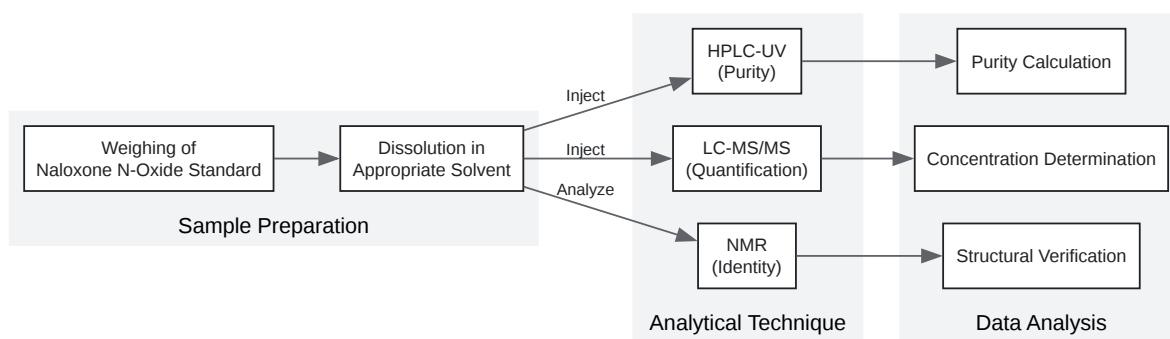 Weighing of
Naloxone N-Oxide Standard
Dissolution in
Appropriate Solvent
Sample Preparation
Inject
Inject
Analyze
HPLC-UV
(Purity)
LC-MS/MS
(Quantification)
NMR
(Identity)
Analytical Technique
Purity Calculation
Concentration Determination
Structural Verification
Data Analysis